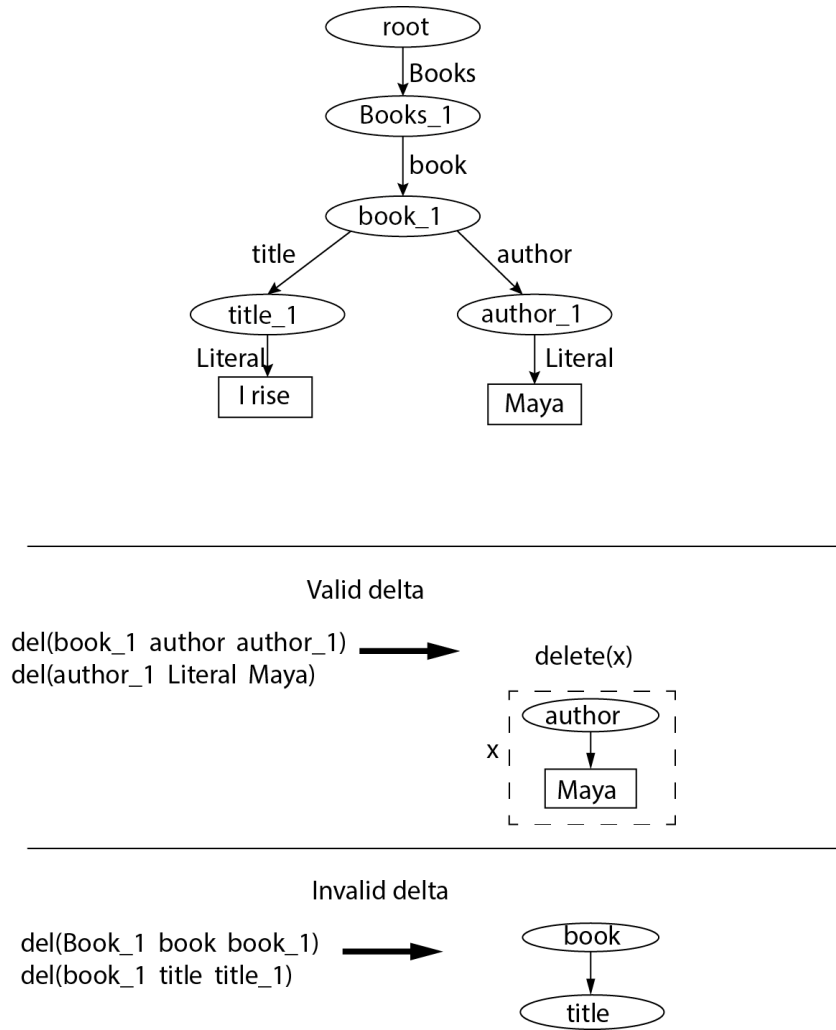 root
Books
Books_1
book
book_1
title
author
title_1
author_1
Literal
Literal
I rise
Maya
Valid delta
del(book_1 author author_1)
del(author_1 Literal Maya)
delete(x)
author
x
Maya
Invalid delta
del(Book_1 book book_1)
del(book_1 title title_1)
book
title